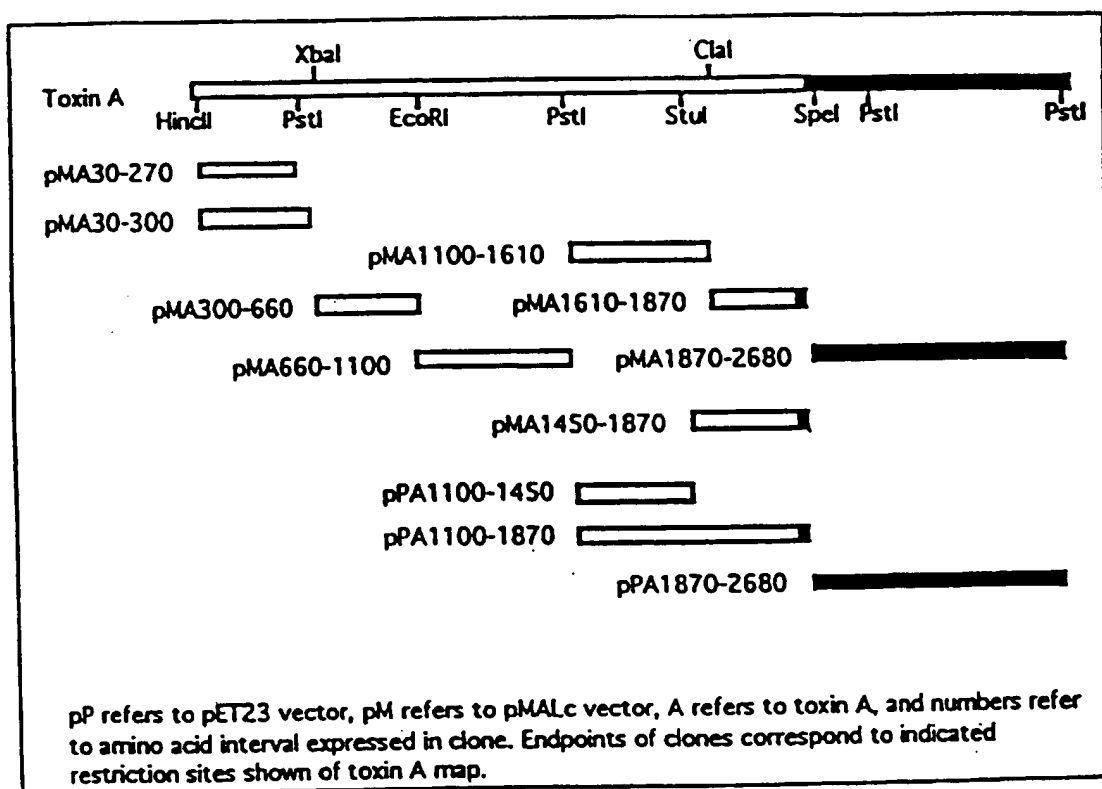 XbaI ClaI
Toxin A
HincII PstI EcoRI PstI StuI SpeI PstI PstI
pMA30-270
pMA30-300
pMA1100-1610
pMA300-660 pMA1610-1870
pMA660-1100 pMA1870-2680
pMA1450-1870
pPA1100-1450
pPA1100-1870
pPA1870-2680
pP refers to pET23 vector, pM refers to pMALc vector, A refers to toxin A, and numbers refer
to amino acid interval expressed in clone. Endpoints of clones correspond to indicated
restriction sites shown of toxin A map.